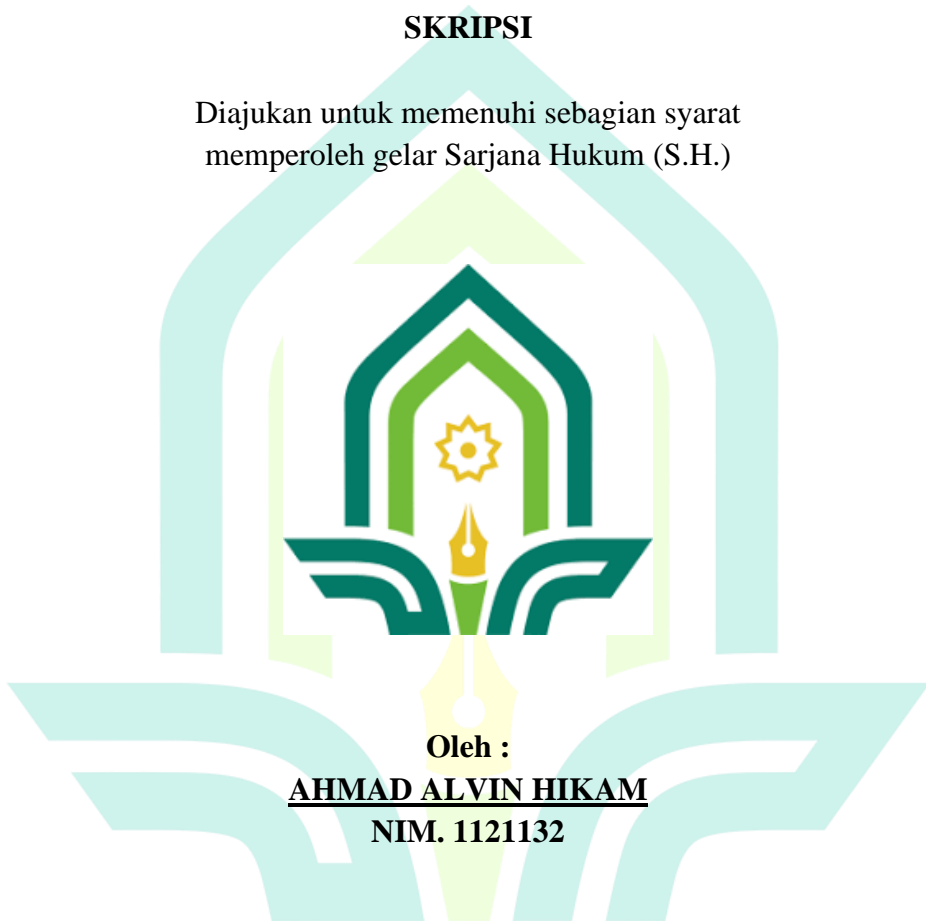 SKRIPSI
Diajukan untuk memenuhi sebagian syarat
memperoleh gelar Sarjana Hukum (S.H.)
Oleh :
AHMAD ALVIN HIKAM
NIM. 1121132